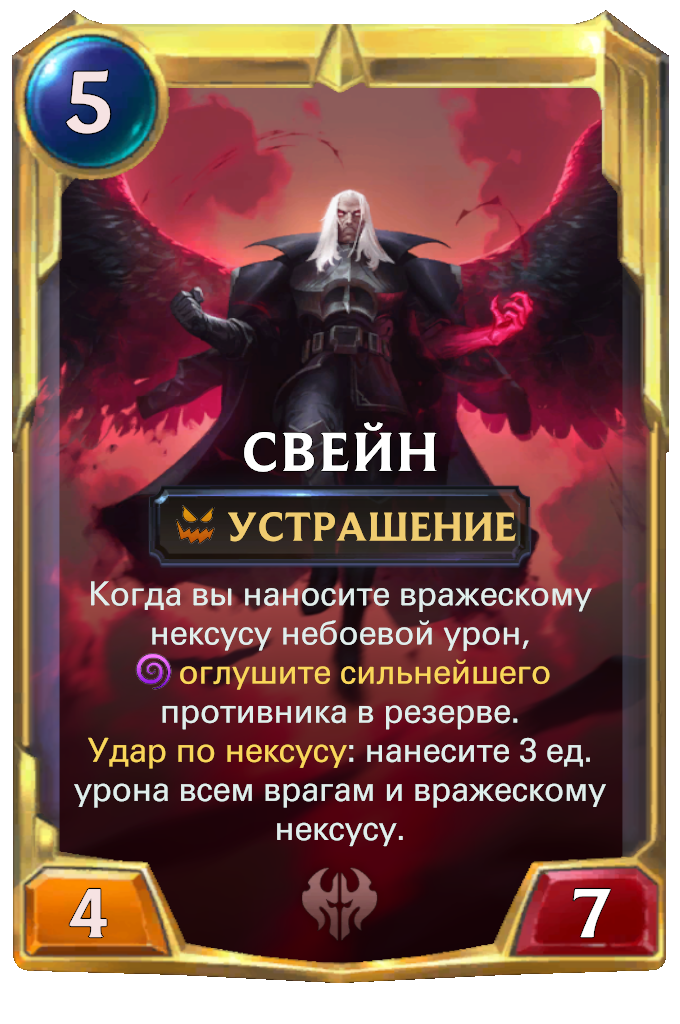 5
СВЕЙН
УСТРАШЕНИЕ
Когда вы наносите вражескому
нексусу небоевой урон,
оглушите сильнейшего
противника в резерве.
Удар по нексусу: нанесите 3 ед.
урона всем врагам и вражескому
нексусу.
4
7